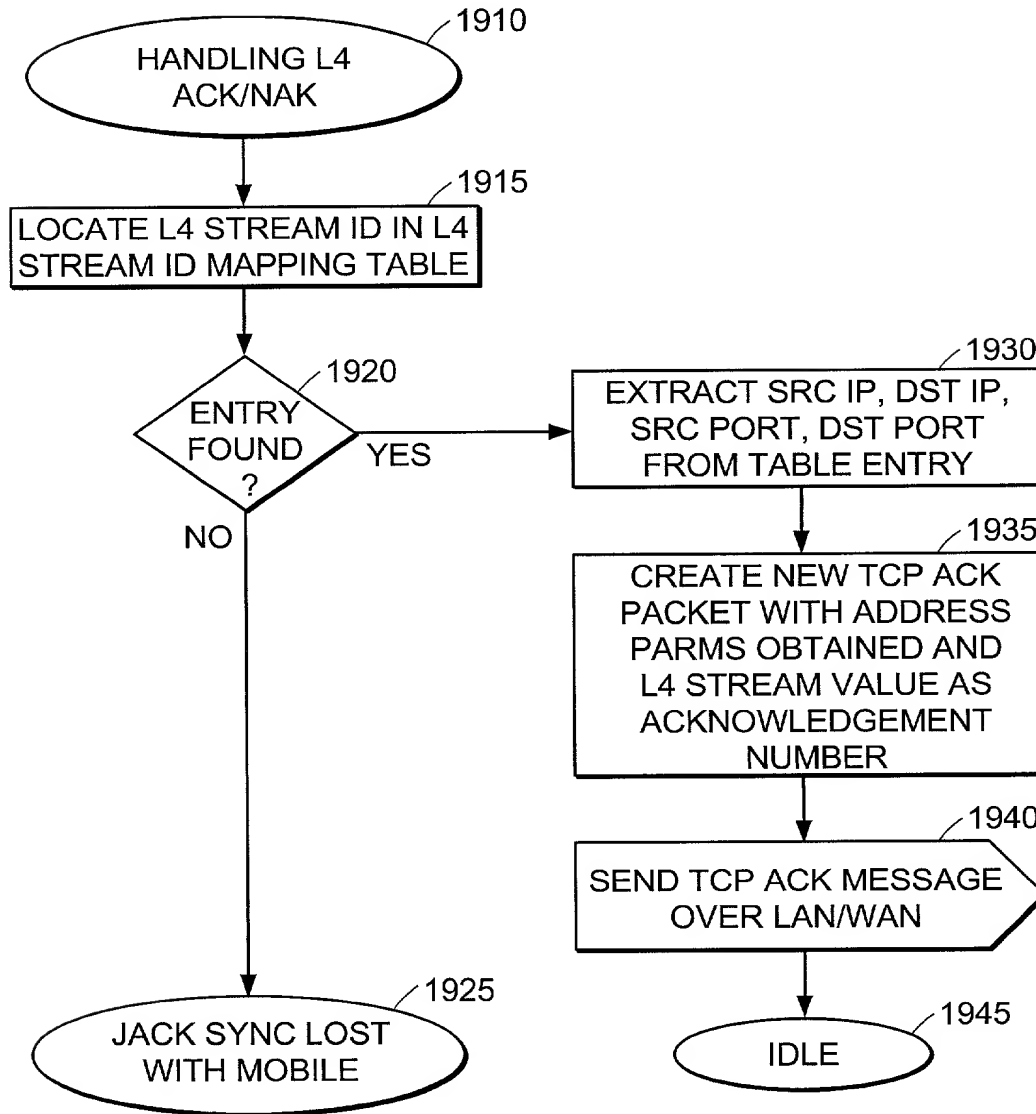 1910
HANDLING L4
ACK/NAK
1915
LOCATE L4 STREAM ID IN L4
STREAM ID MAPPING TABLE
1920
ENTRY
FOUND
?
YES
NO
1930
EXTRACT SRC IP, DST IP,
SRC PORT, DST PORT
FROM TABLE ENTRY
1935
CREATE NEW TCP ACK
PACKET WITH ADDRESS
PARMS OBTAINED AND
L4 STREAM VALUE AS
ACKNOWLEDGEMENT
NUMBER
1940
SEND TCP ACK MESSAGE
OVER LAN/WAN
1925
JACK SYNC LOST
WITH MOBILE
1945
IDLE